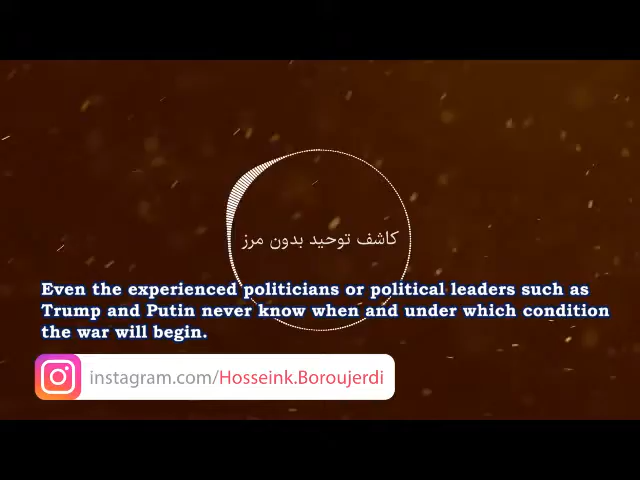 کاشف توحید بدون مرز
Even the experienced politicians or political leaders such as
Trump and Putin never know when and under which condition
the war will begin.
instagram.com/Hosseink.Boroujerdi